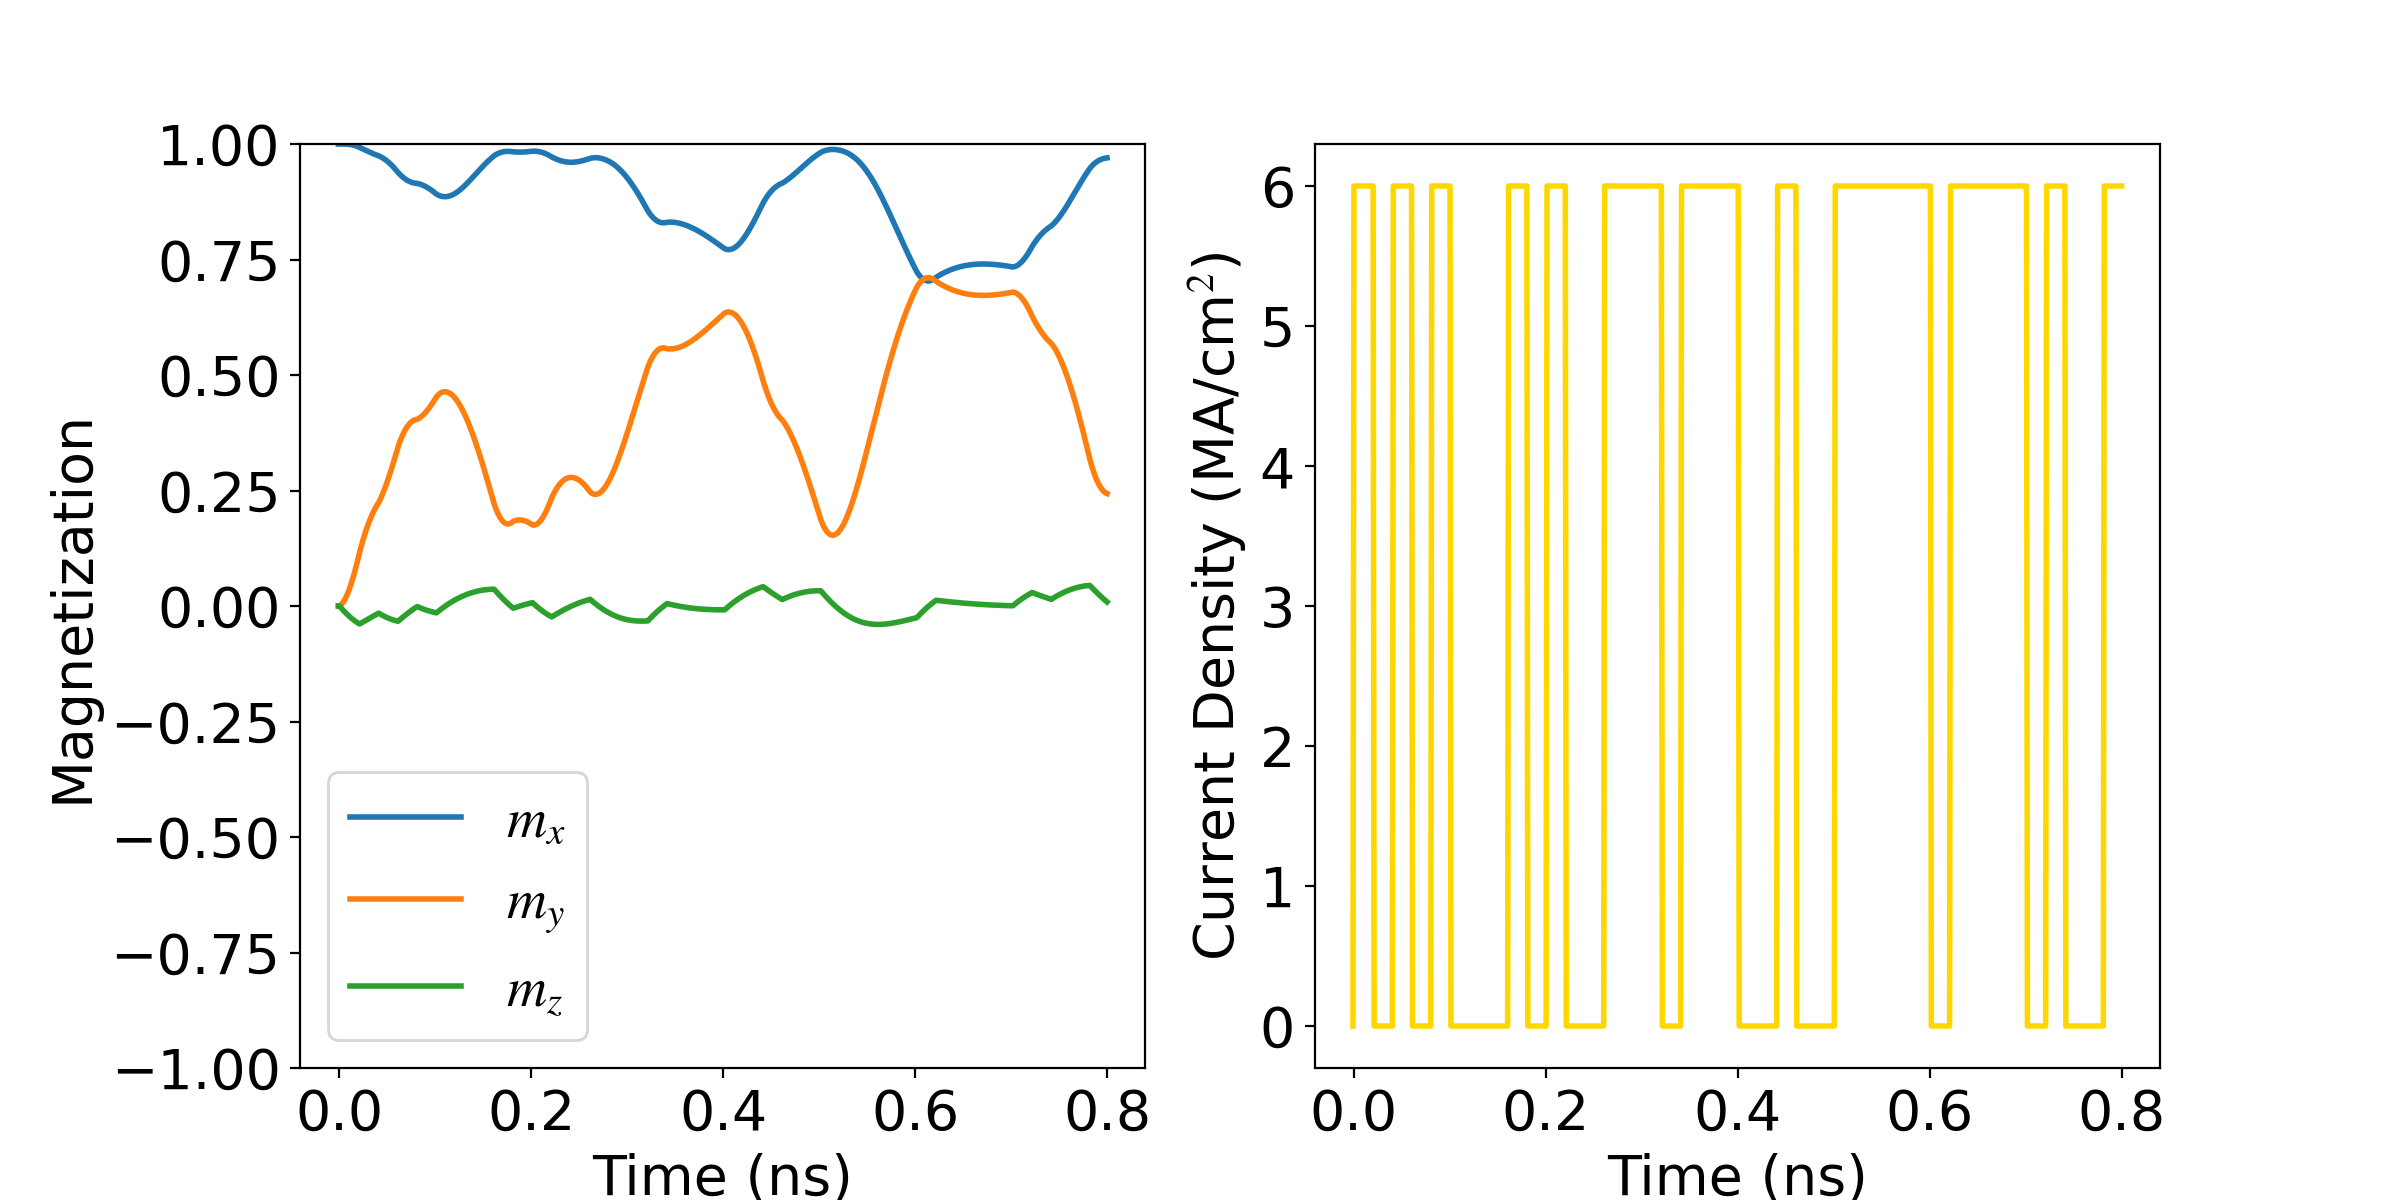 1.00
0.75
0.50
0.25
0.00
−0.25
−0.50
−0.75
−1.00
Magnetization
m_x
m_y
m_z
0.0 0.2 0.4 0.6 0.8
Time (ns)
6
5
4
3
2
1
0
Current Density (MA/cm²)
0.0 0.2 0.4 0.6 0.8
Time (ns)